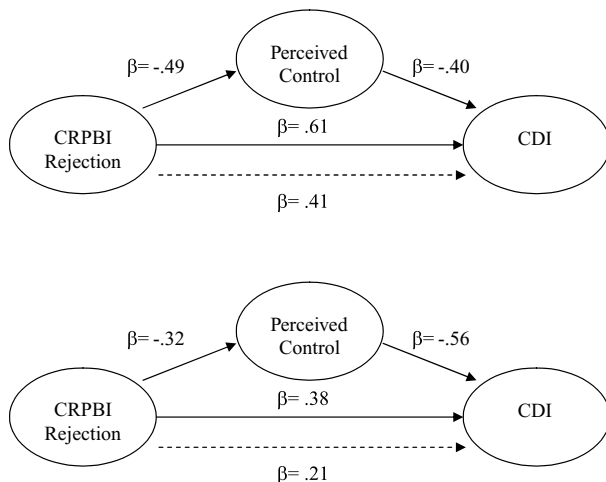 Perceived
Control
β= -.49
β= -.40
CRPBI
Rejection
β= .61
CDI
β= .41
Perceived
Control
β= -.32
β= -.56
CRPBI
Rejection
β= .38
CDI
β= .21